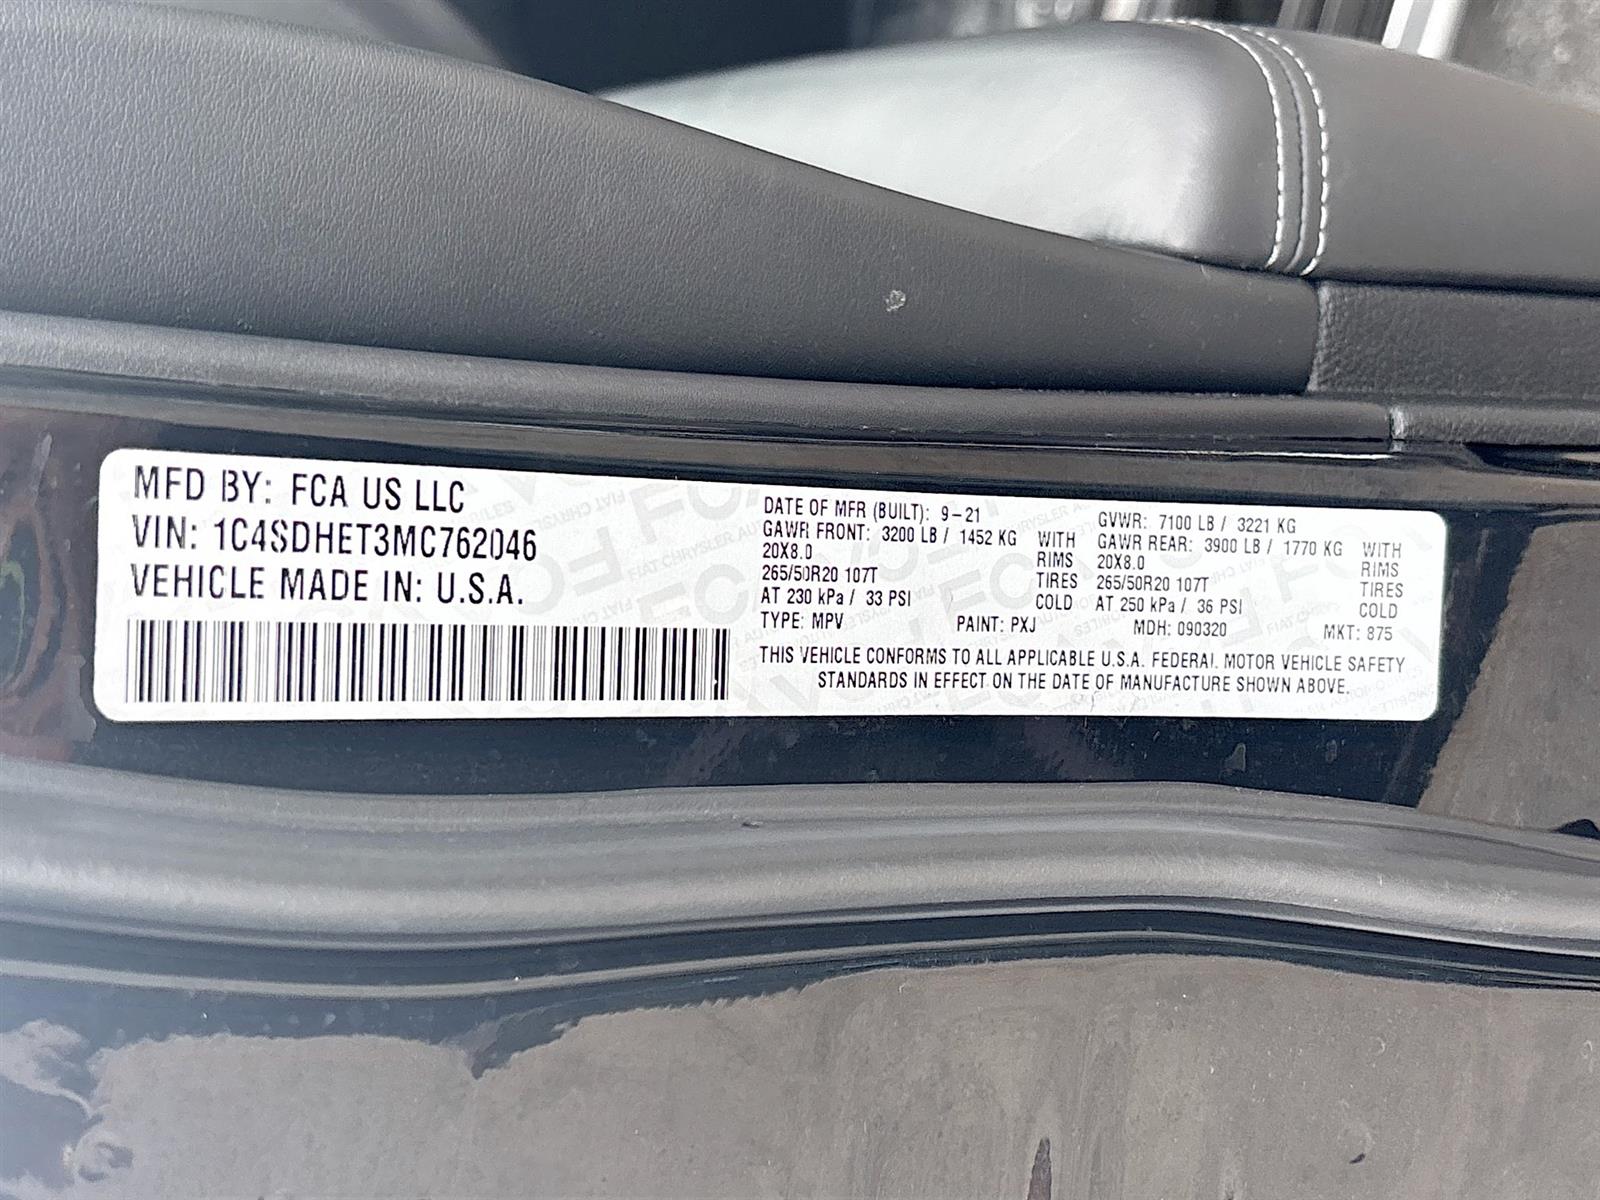 MFD BY: FCA US LLC
VIN: 1C4SDHET3MC762046
VEHICLE MADE IN: U.S.A.
DATE OF MFR (BUILT): 9-21
GAWR FRONT: 3200 LB / 1452 KG WITH
20X8.0 RIMS
265/50R20 107T TIRES
AT 230 kPa / 33 PSI COLD
GVWR: 7100 LB / 3221 KG
GAWR REAR: 3900 LB / 1770 KG WITH
20X8.0 RIMS
265/50R20 107T TIRES
AT 250 kPa / 36 PSI COLD
TYPE: MPV PAINT: PXJ MDH: 090320 MKT: 875
THIS VEHICLE CONFORMS TO ALL APPLICABLE U.S.A. FEDERAL MOTOR VEHICLE SAFETY
STANDARDS IN EFFECT ON THE DATE OF MANUFACTURE SHOWN ABOVE.